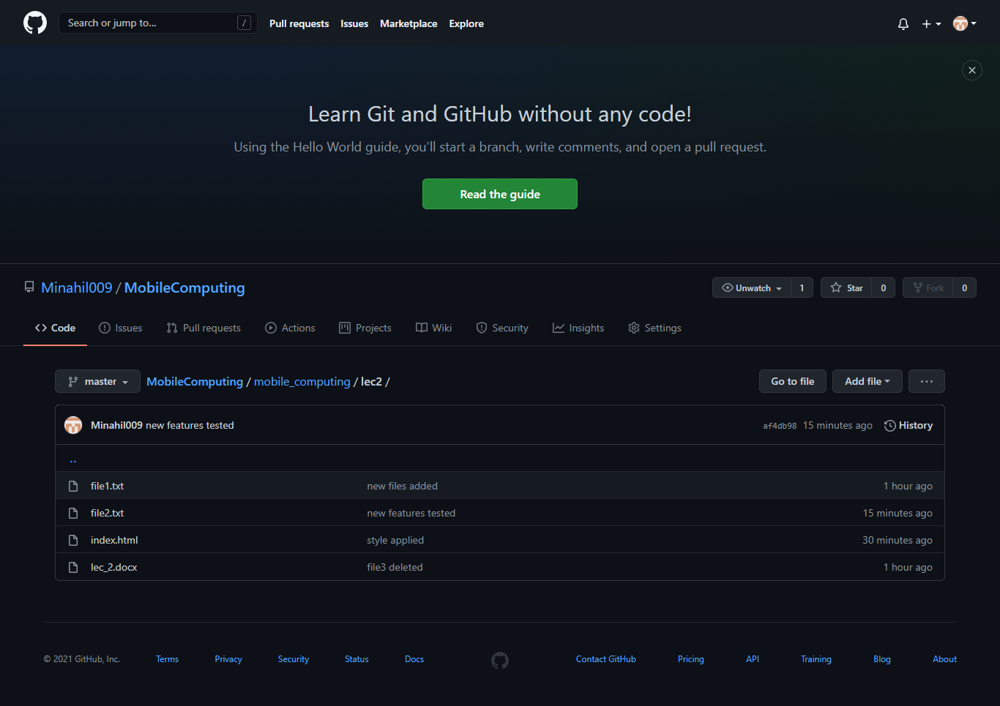 Search or jump to... /
Pull requests Issues Marketplace Explore
Learn Git and GitHub without any code!
Using the Hello World guide, you’ll start a branch, write comments, and open a pull request.
Read the guide
Minahil009 / MobileComputing
Unwatch 1 Star 0 Fork 0
Code Issues Pull requests Actions Projects Wiki Security Insights Settings
master MobileComputing / mobile_computing / lec2 / Go to file Add file ...
Minahil009 new features tested af4db98 15 minutes ago History
..
file1.txt new files added 1 hour ago
file2.txt new features tested 15 minutes ago
index.html style applied 30 minutes ago
lec_2.docx file3 deleted 1 hour ago
© 2021 GitHub, Inc. Terms Privacy Security Status Docs Contact GitHub Pricing API Training Blog About